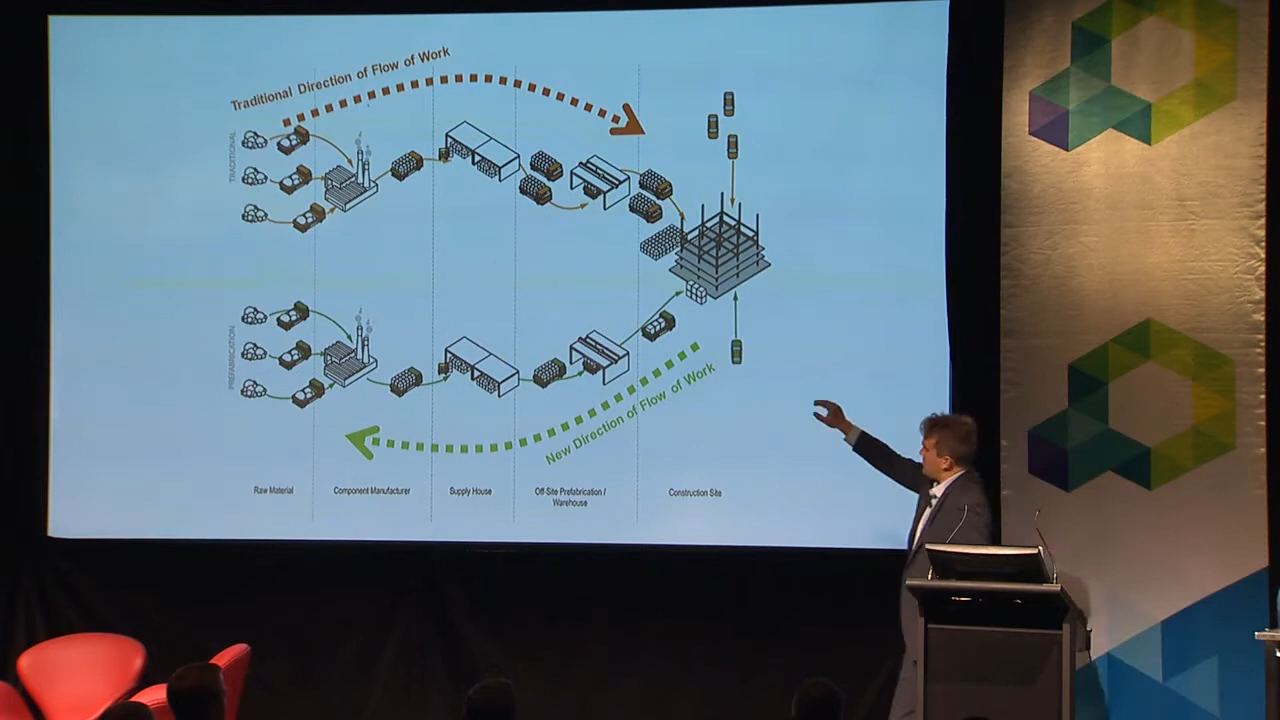 Traditional Direction of Flow of Work
TRADITIONAL
PREFABRICATION
New Direction of Flow of Work
Raw Material
Component Manufacturer
Supply House
Off-Site Prefabrication /
Warehouse
Construction Site